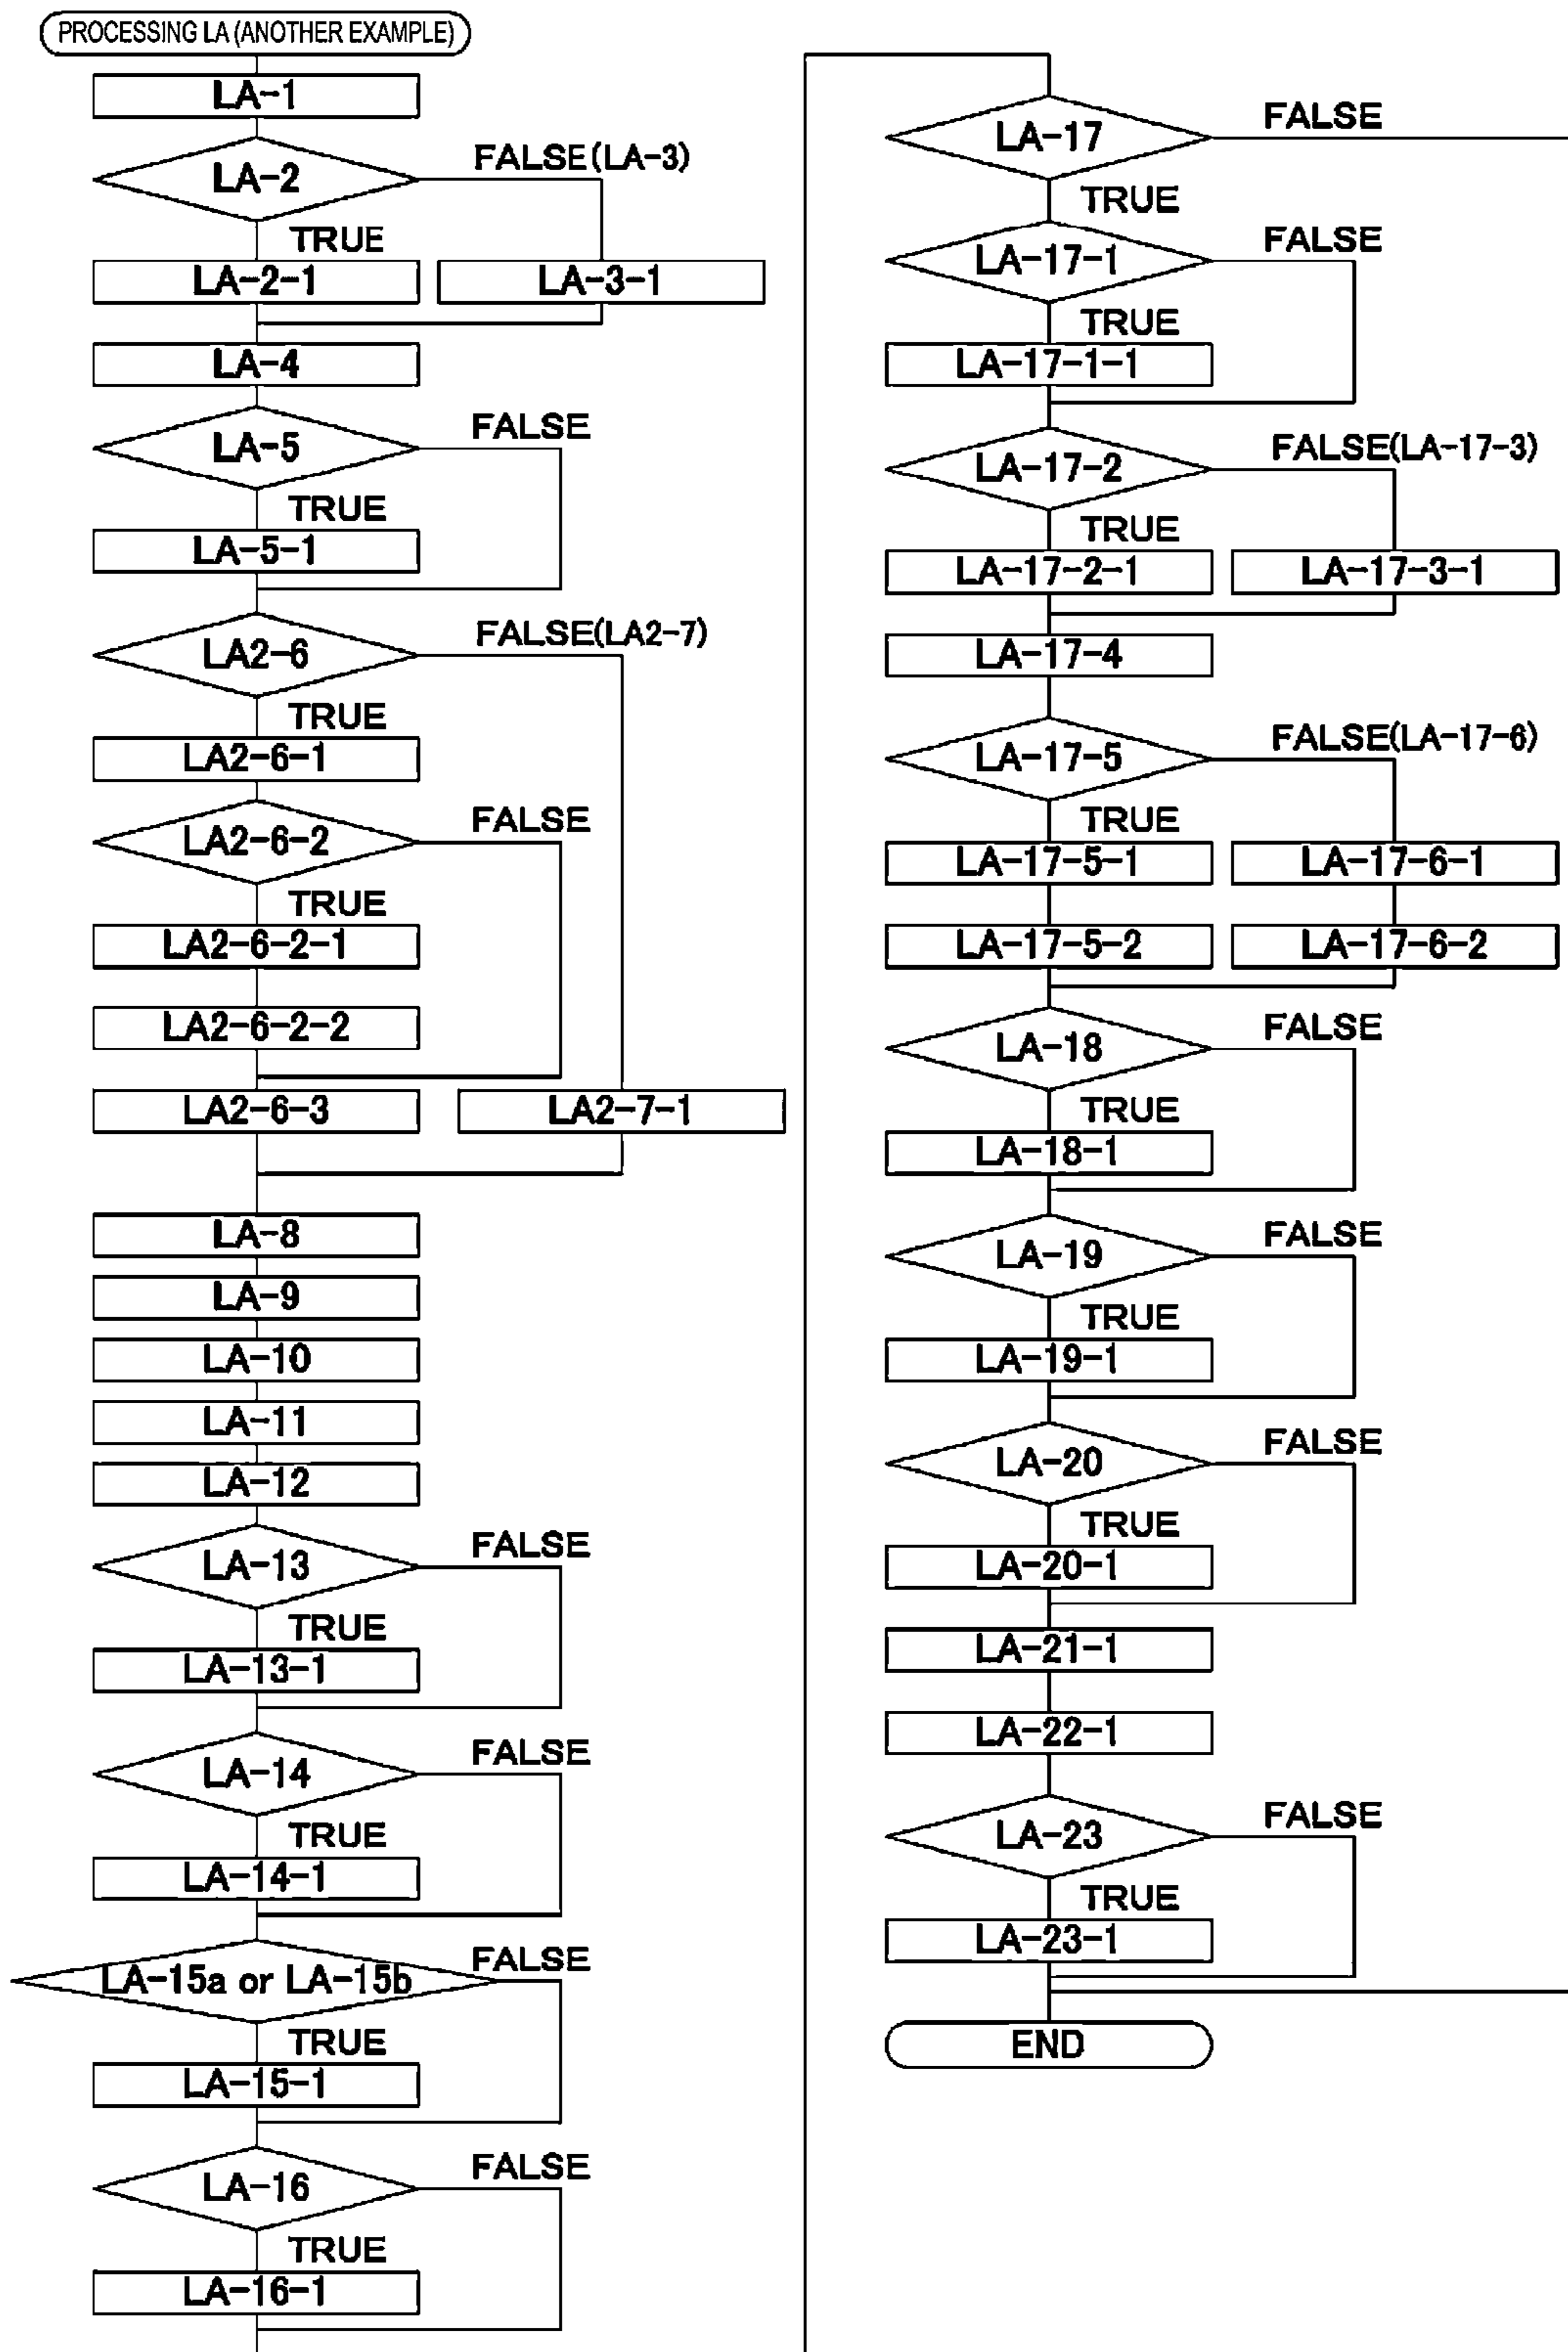 PROCESSING LA (ANOTHER EXAMPLE)
LA-1
LA-2
FALSE(LA-3)
TRUE
LA-2-1
LA-3-1
LA-4
LA-5
FALSE
TRUE
LA-5-1
LA2-6
FALSE(LA2-7)
TRUE
LA2-6-1
LA2-6-2
FALSE
TRUE
LA2-6-2-1
LA2-6-2-2
LA2-6-3
LA2-7-1
LA-8
LA-9
LA-10
LA-11
LA-12
LA-13
FALSE
TRUE
LA-13-1
LA-14
FALSE
TRUE
LA-14-1
LA-15a or LA-15b
FALSE
TRUE
LA-15-1
LA-16
FALSE
TRUE
LA-16-1
LA-17
FALSE
TRUE
LA-17-1
FALSE
TRUE
LA-17-1-1
LA-17-2
FALSE(LA-17-3)
TRUE
LA-17-2-1
LA-17-3-1
LA-17-4
LA-17-5
FALSE(LA-17-6)
TRUE
LA-17-5-1
LA-17-6-1
LA-17-5-2
LA-17-6-2
LA-18
FALSE
TRUE
LA-18-1
LA-19
FALSE
TRUE
LA-19-1
LA-20
FALSE
TRUE
LA-20-1
LA-21-1
LA-22-1
LA-23
FALSE
TRUE
LA-23-1
END